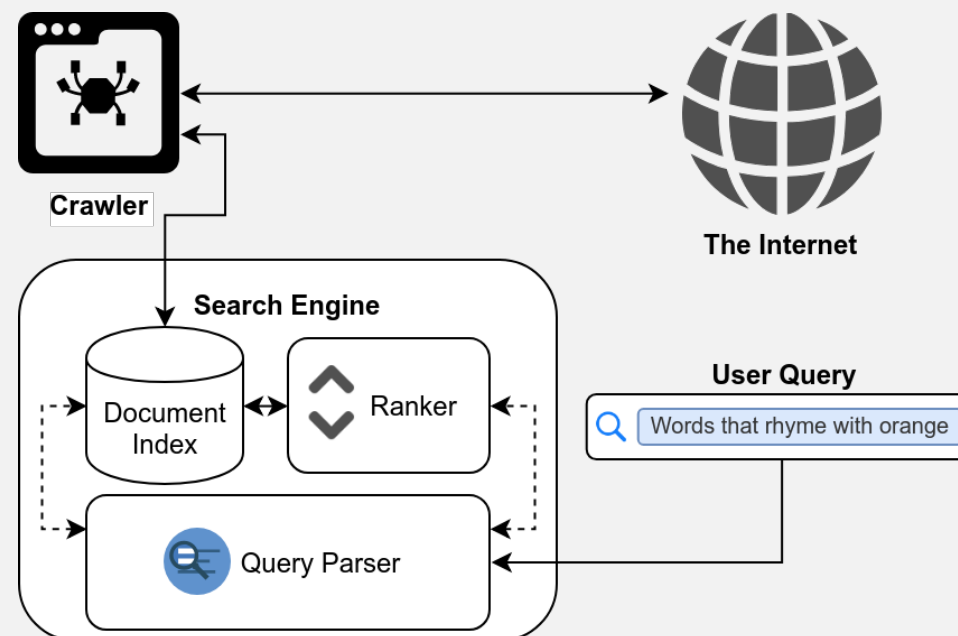 Crawler
The Internet
Search Engine
Document
Index
Ranker
User Query
Words that rhyme with orange
Query Parser